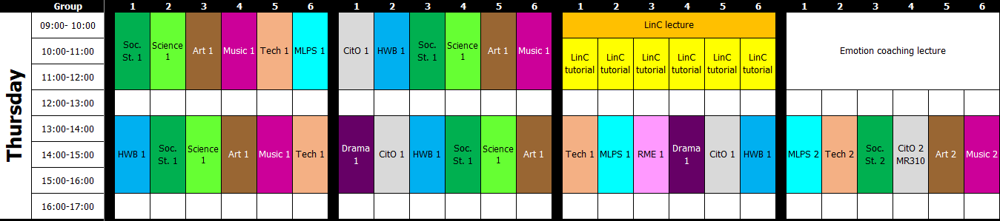 Group 1 2 3 4 5 6 1 2 3 4 5 6 1 2 3 4 5 6 1 2 3 4 5 6
Thursday
09:00- 10:00
LinC lecture
10:00-11:00
Soc.
St. 1
Science
1
Art 1
Music 1
Tech 1
MLPS 1
CitO 1
HWB 1
Soc.
St. 1
Science
1
Art 1
Music 1
LinC
tutorial
LinC
tutorial
LinC
tutorial
LinC
tutorial
LinC
tutorial
LinC
tutorial
Emotion coaching lecture
11:00-12:00
12:00-13:00
13:00-14:00
14:00-15:00
HWB 1
Soc.
St. 1
Science
1
Art 1
Music 1
Tech 1
Drama
1
CitO 1
HWB 1
Soc.
St. 1
Science
1
Art 1
Tech 1
MLPS 1
RME 1
Drama
1
CitO 1
HWB 1
MLPS 2
Tech 2
Soc.
St. 2
CitO 2
MR310
Art 2
Music 2
15:00-16:00
16:00-17:00